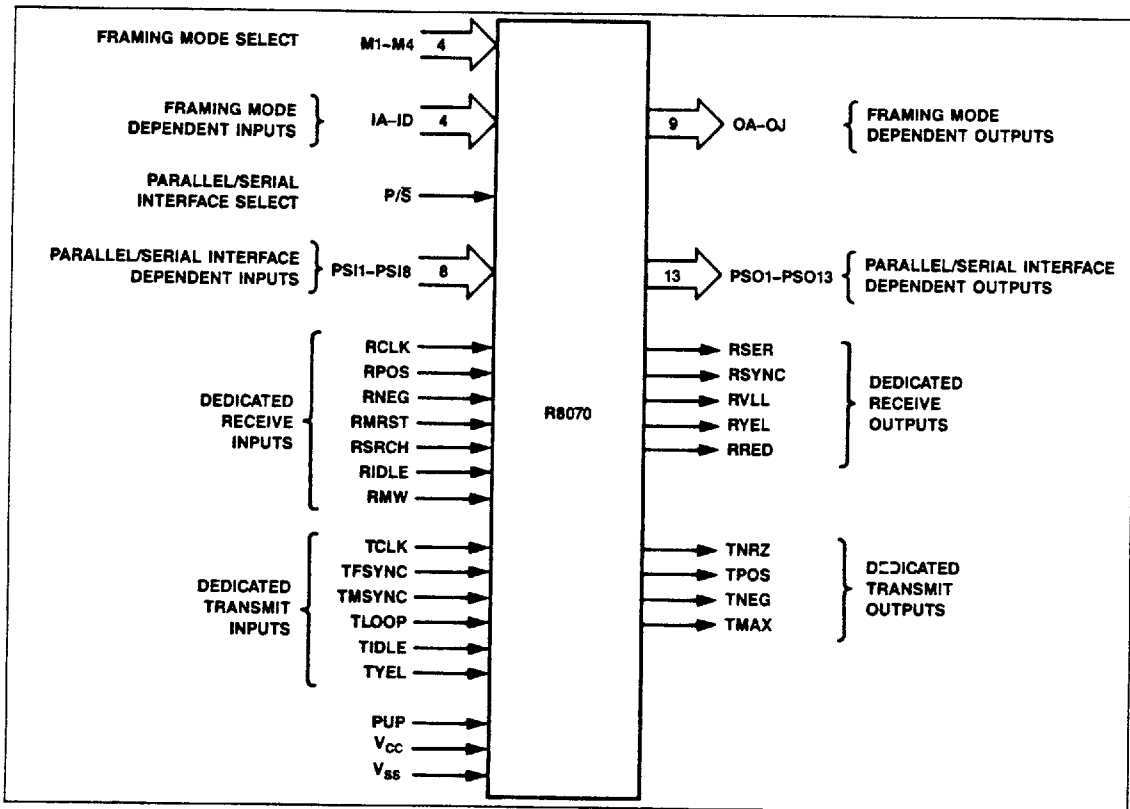 FRAMING MODE SELECT
M1-M4
4
FRAMING MODE
DEPENDENT INPUTS
IA-ID
4
PARALLEL/SERIAL
INTERFACE SELECT
P/S̅
PARALLEL/SERIAL INTERFACE
DEPENDENT INPUTS
PSI1-PSI8
8
DEDICATED
RECEIVE
INPUTS
RCLK
RPOS
RNEG
RMRST
RSRCH
RIDLE
RMW
DEDICATED
TRANSMIT
INPUTS
TCLK
TFSYNC
TMSYNC
TLOOP
TIDLE
TYEL
PUP
VCC
VSS
R8070
9
OA-OJ
FRAMING MODE
DEPENDENT OUTPUTS
13
PSO1-PSO13
PARALLEL/SERIAL INTERFACE
DEPENDENT OUTPUTS
RSER
RSYNC
RVLL
RYEL
RRED
DEDICATED
RECEIVE
OUTPUTS
TNRZ
TPOS
TNEG
TMAX
DEDICATED
TRANSMIT
OUTPUTS